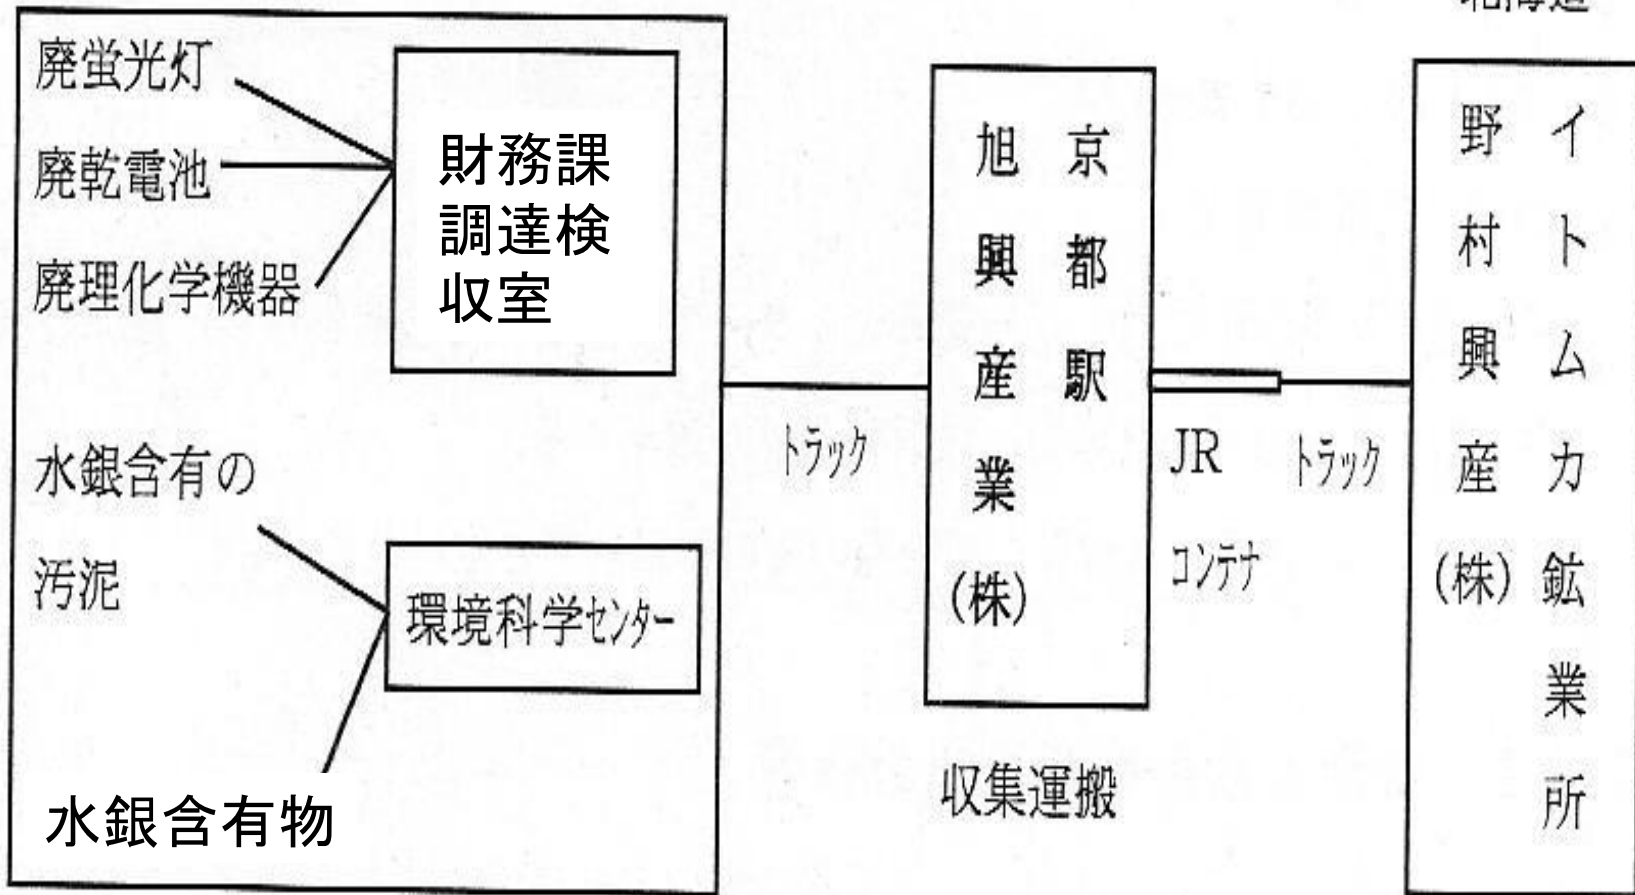 北海道
廃蛍光灯
廃乾電池
廃理化学機器
財務課
調達検
収室
水銀含有の
汚泥
環境科学センター
水銀含有物
トラック
京都駅
旭興産業(株)
収集運搬
JR
コンテナ
トラック
イトムカ鉱業所
野村興産(株)